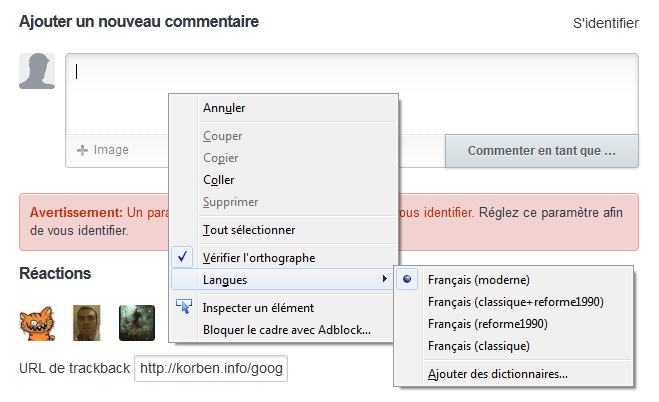 Ajouter un nouveau commentaire
S'identifier
Annuler
Couper
Copier
Coller
Supprimer
Tout sélectionner
Vérifier l'orthographe
Langues
Inspecter un élément
Bloquer le cadre avec Adblock...
Image
Commenter en tant que ...
Avertissement: Un vous identifier. Réglez ce paramètre afin
de vous identifier.
Réactions
Français (moderne)
Français (classique+reforme1990)
Français (reforme1990)
Français (classique)
Ajouter des dictionnaires...
URL de trackback http://korben.info/goog